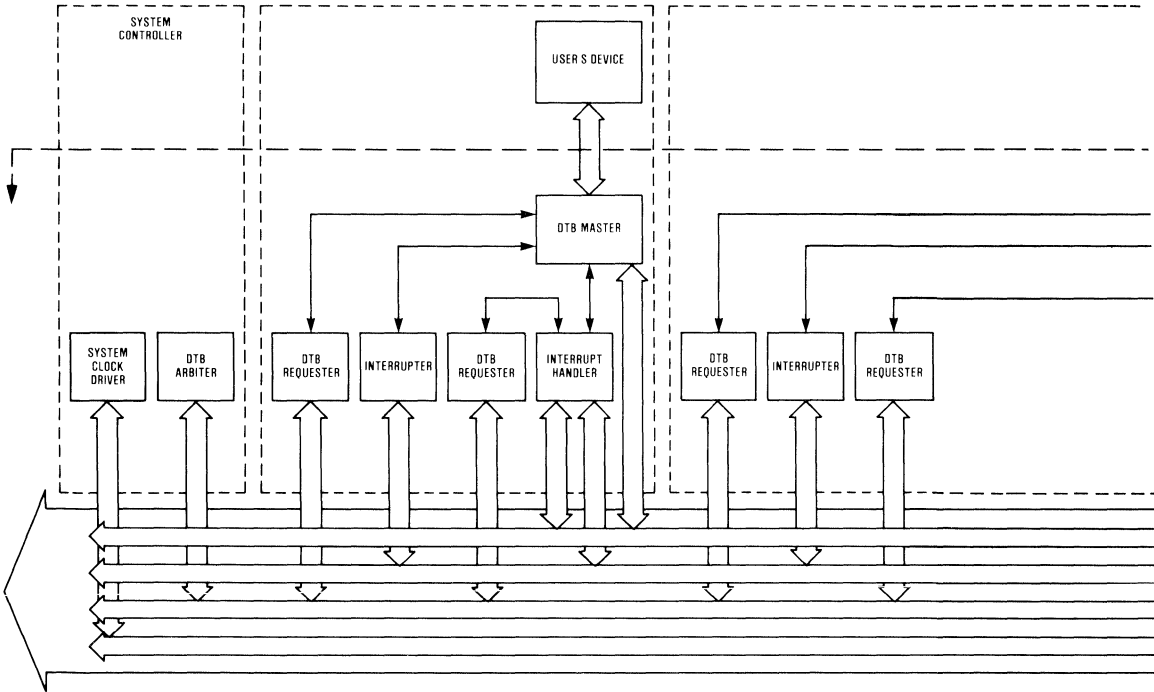 SYSTEM
CONTROLLER
USER S DEVICE
DTB MASTER
SYSTEM
CLOCK
DRIVER
DTB
ARBITER
DTB
REQUESTER
INTERRUPTER
DTB
REQUESTER
INTERRUPT
HANDLER
DTB
REQUESTER
INTERRUPTER
DTB
REQUESTER